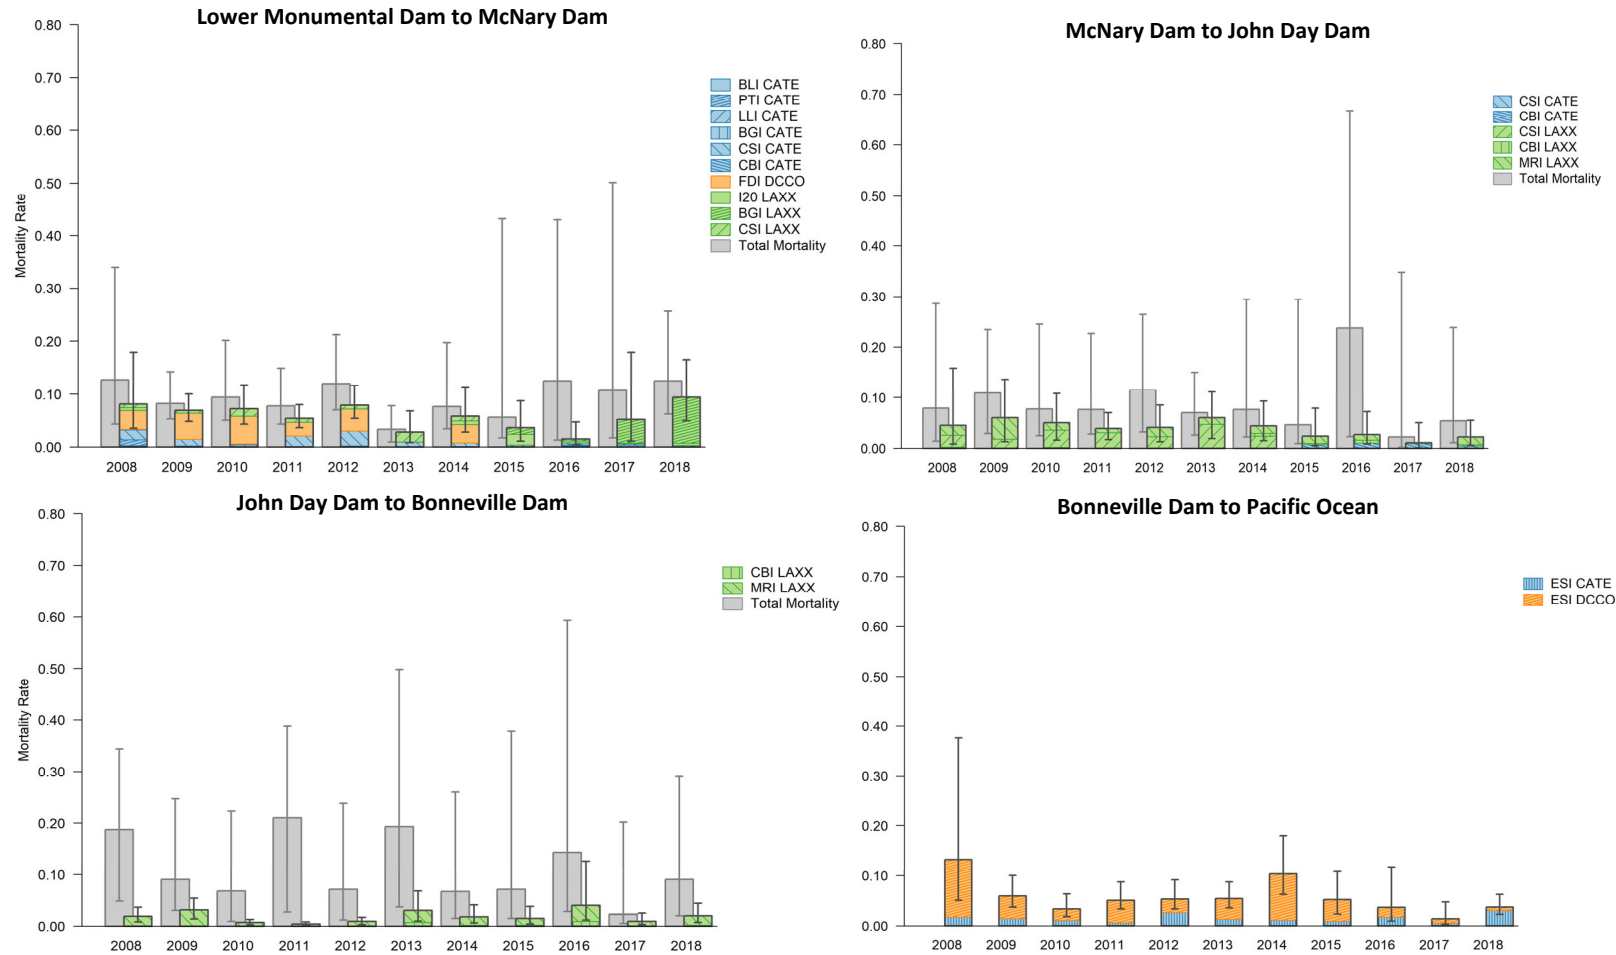 Lower Monumental Dam to McNary Dam
0.80
0.70
0.60
0.50
0.40
0.30
0.20
0.10
0.00
Mortality Rate
2008 2009 2010 2011 2012 2013 2014 2015 2016 2017 2018
BLI CATE
PTI CATE
LLI CATE
BGI CATE
CSI CATE
CBI CATE
FDI DCCO
I20 LAXX
BGI LAXX
CSI LAXX
Total Mortality
McNary Dam to John Day Dam
0.80
0.70
0.60
0.50
0.40
0.30
0.20
0.10
0.00
2008 2009 2010 2011 2012 2013 2014 2015 2016 2017 2018
CSI CATE
CBI CATE
CSI LAXX
CBI LAXX
MRI LAXX
Total Mortality
John Day Dam to Bonneville Dam
0.80
0.70
0.60
0.50
0.40
0.30
0.20
0.10
0.00
Mortality Rate
2008 2009 2010 2011 2012 2013 2014 2015 2016 2017 2018
CBI LAXX
MRI LAXX
Total Mortality
Bonneville Dam to Pacific Ocean
0.80
0.70
0.60
0.50
0.40
0.30
0.20
0.10
0.00
2008 2009 2010 2011 2012 2013 2014 2015 2016 2017 2018
ESI CATE
ESI DCCO